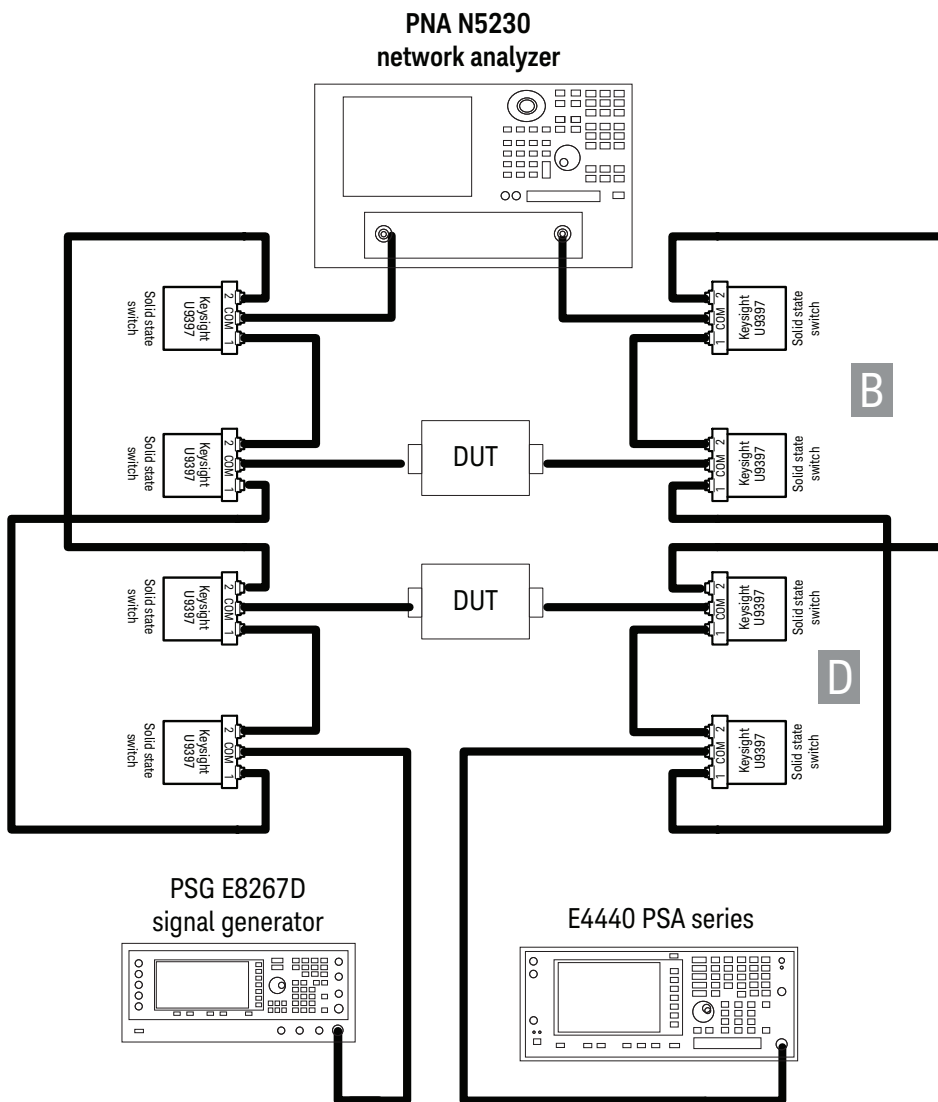 PNA N5230
network analyzer
Solid state
switch
Keysight
U9397
2
COM
1
2
COM
1
Keysight
U9397
Solid state
switch
B
Solid state
switch
Keysight
U9397
2
COM
1
DUT
2
COM
1
Keysight
U9397
Solid state
switch
Solid state
switch
Keysight
U9397
2
COM
1
DUT
2
COM
1
Keysight
U9397
Solid state
switch
D
Solid state
switch
Keysight
U9397
2
COM
1
2
COM
1
Keysight
U9397
Solid state
switch
PSG E8267D
signal generator
E4440 PSA series